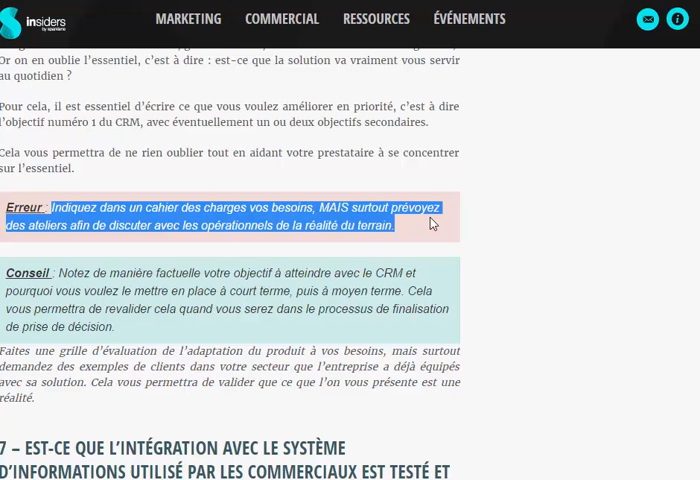 insiders
MARKETING
COMMERCIAL
RESSOURCES
ÉVÉNEMENTS
Or on en oublie l'essentiel, c'est à dire : est-ce que la solution va vraiment vous servir
au quotidien ?
Pour cela, il est essentiel d'écrire ce que vous voulez améliorer en priorité, c'est à dire
l'objectif numéro 1 du CRM, avec éventuellement un ou deux objectifs secondaires.
Cela vous permettra de ne rien oublier tout en aidant votre prestataire à se concentrer
sur l'essentiel.
Erreur : Indiquez dans un cahier des charges vos besoins, MAIS surtout prévoyez
des ateliers afin de discuter avec les opérationnels de la réalité du terrain.
Conseil : Notez de manière factuelle votre objectif à atteindre avec le CRM et
pourquoi vous voulez le mettre en place à court terme, puis à moyen terme. Cela
vous permettra de revalider cela quand vous serez dans le processus de finalisation
de prise de décision.
Faites une grille d'évaluation de l'adaptation du produit à vos besoins, mais surtout
demandez des exemples de clients dans votre secteur que l'entreprise a déjà équipés
avec sa solution. Cela vous permettra de valider que ce que l'on vous présente est une
réalité.
7 – EST-CE QUE L'INTÉGRATION AVEC LE SYSTÈME
D'INFORMATIONS UTILISÉ PAR LES COMMERCIAUX EST TESTÉ ET